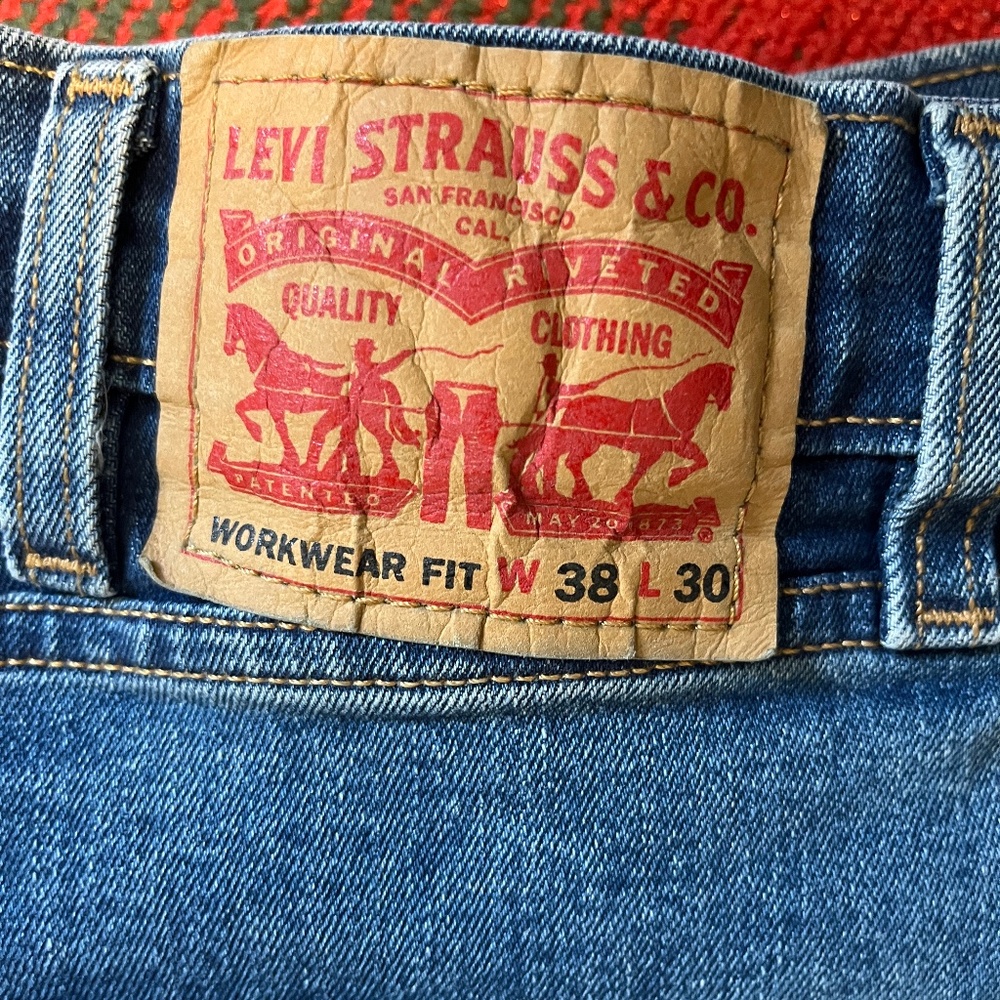 LEVI STRAUSS & CO.
SAN FRANCISCO
CAL.
ORIGINAL RIVETED
QUALITY CLOTHING
PATENTED MAY 20 1873 ®
WORKWEAR FIT W 38 L 30